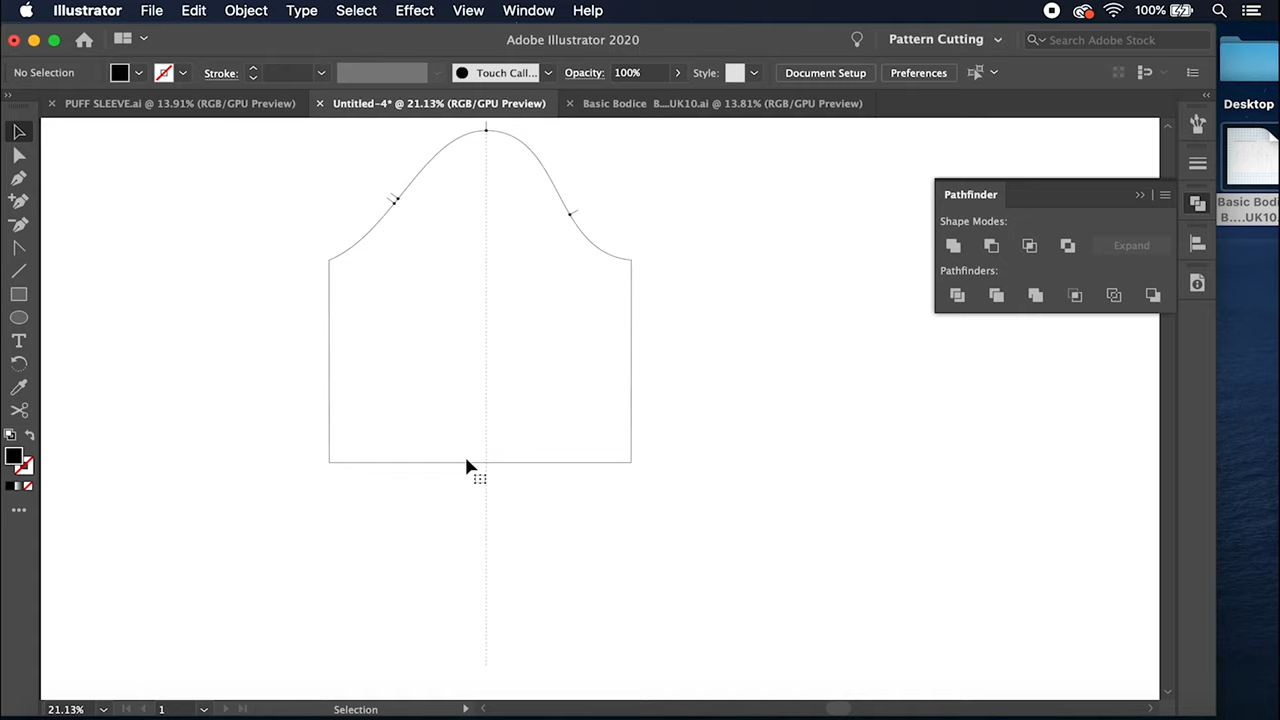 Illustrator File Edit Object Type Select Effect View Window Help 100%
Adobe Illustrator 2020 Pattern Cutting Search Adobe Stock
No Selection Stroke: Touch Call... Opacity: 100% Style: Document Setup Preferences
PUFF SLEEVE.ai @ 13.91% (RGB/GPU Preview) Untitled-4* @ 21.13% (RGB/GPU Preview) Basic Bodice B....UK10.ai @ 13.81% (RGB/GPU Preview)
Desktop
Pathfinder
Basic Bodi
B....UK10
Shape Modes:
Expand
Pathfinders:
21.13% 1 Selection